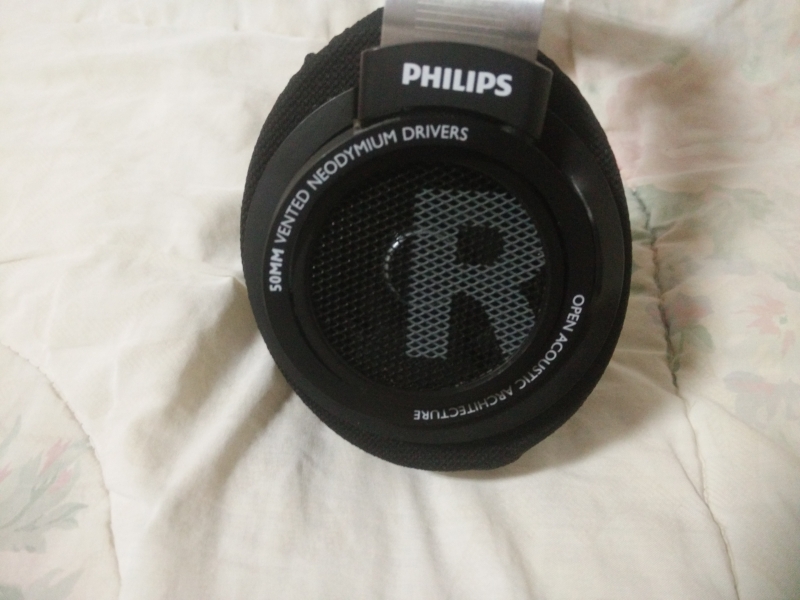 PHILIPS
50MM VENTED NEODYMIUM DRIVERS
R
OPEN ACOUSTIC ARCHITECTURE